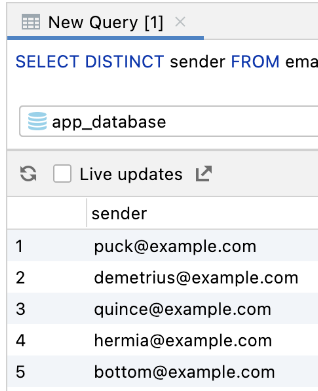 New Query [1]
SELECT DISTINCT sender FROM ema
app_database
Live updates
sender
1 puck@example.com
2 demetrius@example.com
3 quince@example.com
4 hermia@example.com
5 bottom@example.com